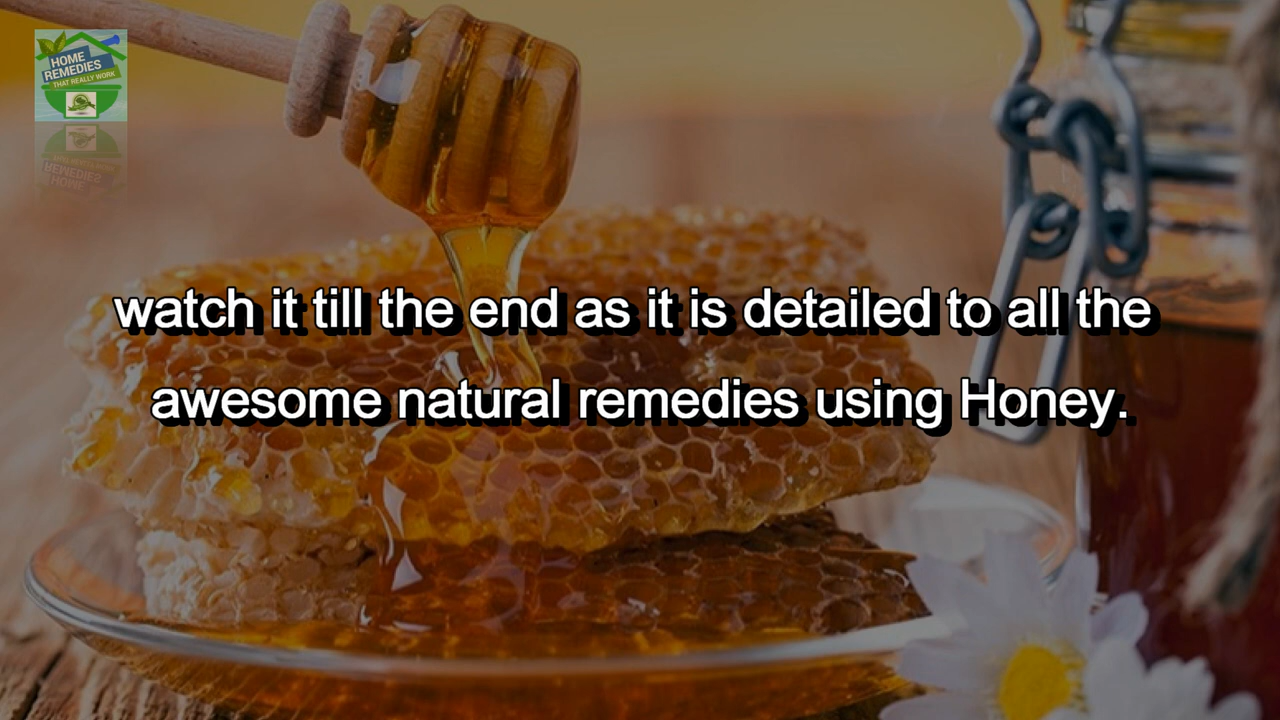 HOME
REMEDIES
THAT REALLY WORK
watch it till the end as it is detailed to all the
awesome natural remedies using Honey.